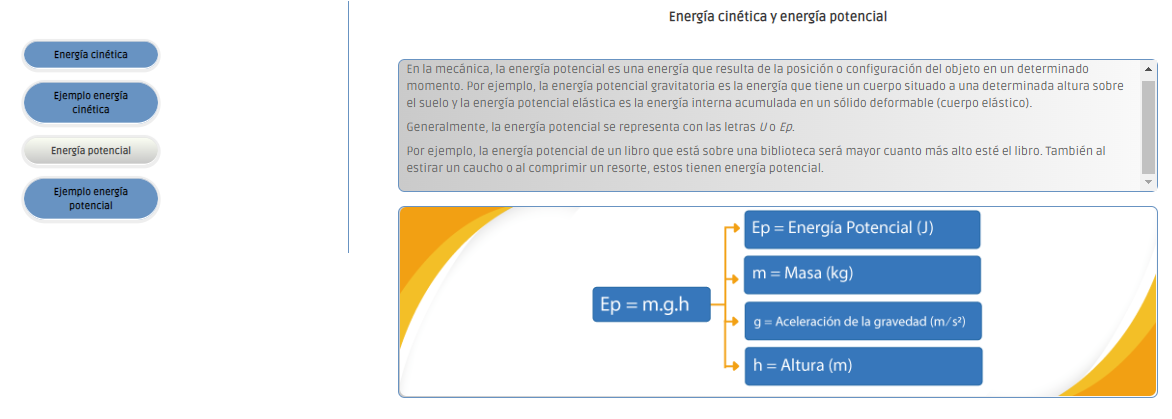 Energía cinética y energía potencial
Energía cinética
Ejemplo energía
cinética
Energía potencial
Ejemplo energía
potencial
En la mecánica, la energía potencial es una energía que resulta de la posición o configuración del objeto en un determinado
momento. Por ejemplo, la energía potencial gravitatoria es la energía que tiene un cuerpo situado a una determinada altura sobre
el suelo y la energía potencial elástica es la energía interna acumulada en un sólido deformable (cuerpo elástico).
Generalmente, la energía potencial se representa con las letras U o Ep.
Por ejemplo, la energía potencial de un libro que está sobre una biblioteca será mayor cuanto más alto esté el libro. También al
estirar un caucho o al comprimir un resorte, estos tienen energía potencial.
Ep = m.g.h
Ep = Energía Potencial (J)
m = Masa (kg)
g = Aceleración de la gravedad (m/s²)
h = Altura (m)